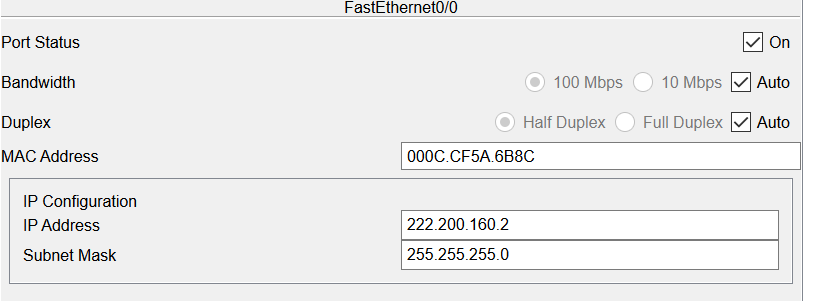 FastEthernet0/0
Port Status On
Bandwidth 100 Mbps 10 Mbps Auto
Duplex Half Duplex Full Duplex Auto
MAC Address 000C.CF5A.6B8C
IP Configuration
IP Address 222.200.160.2
Subnet Mask 255.255.255.0